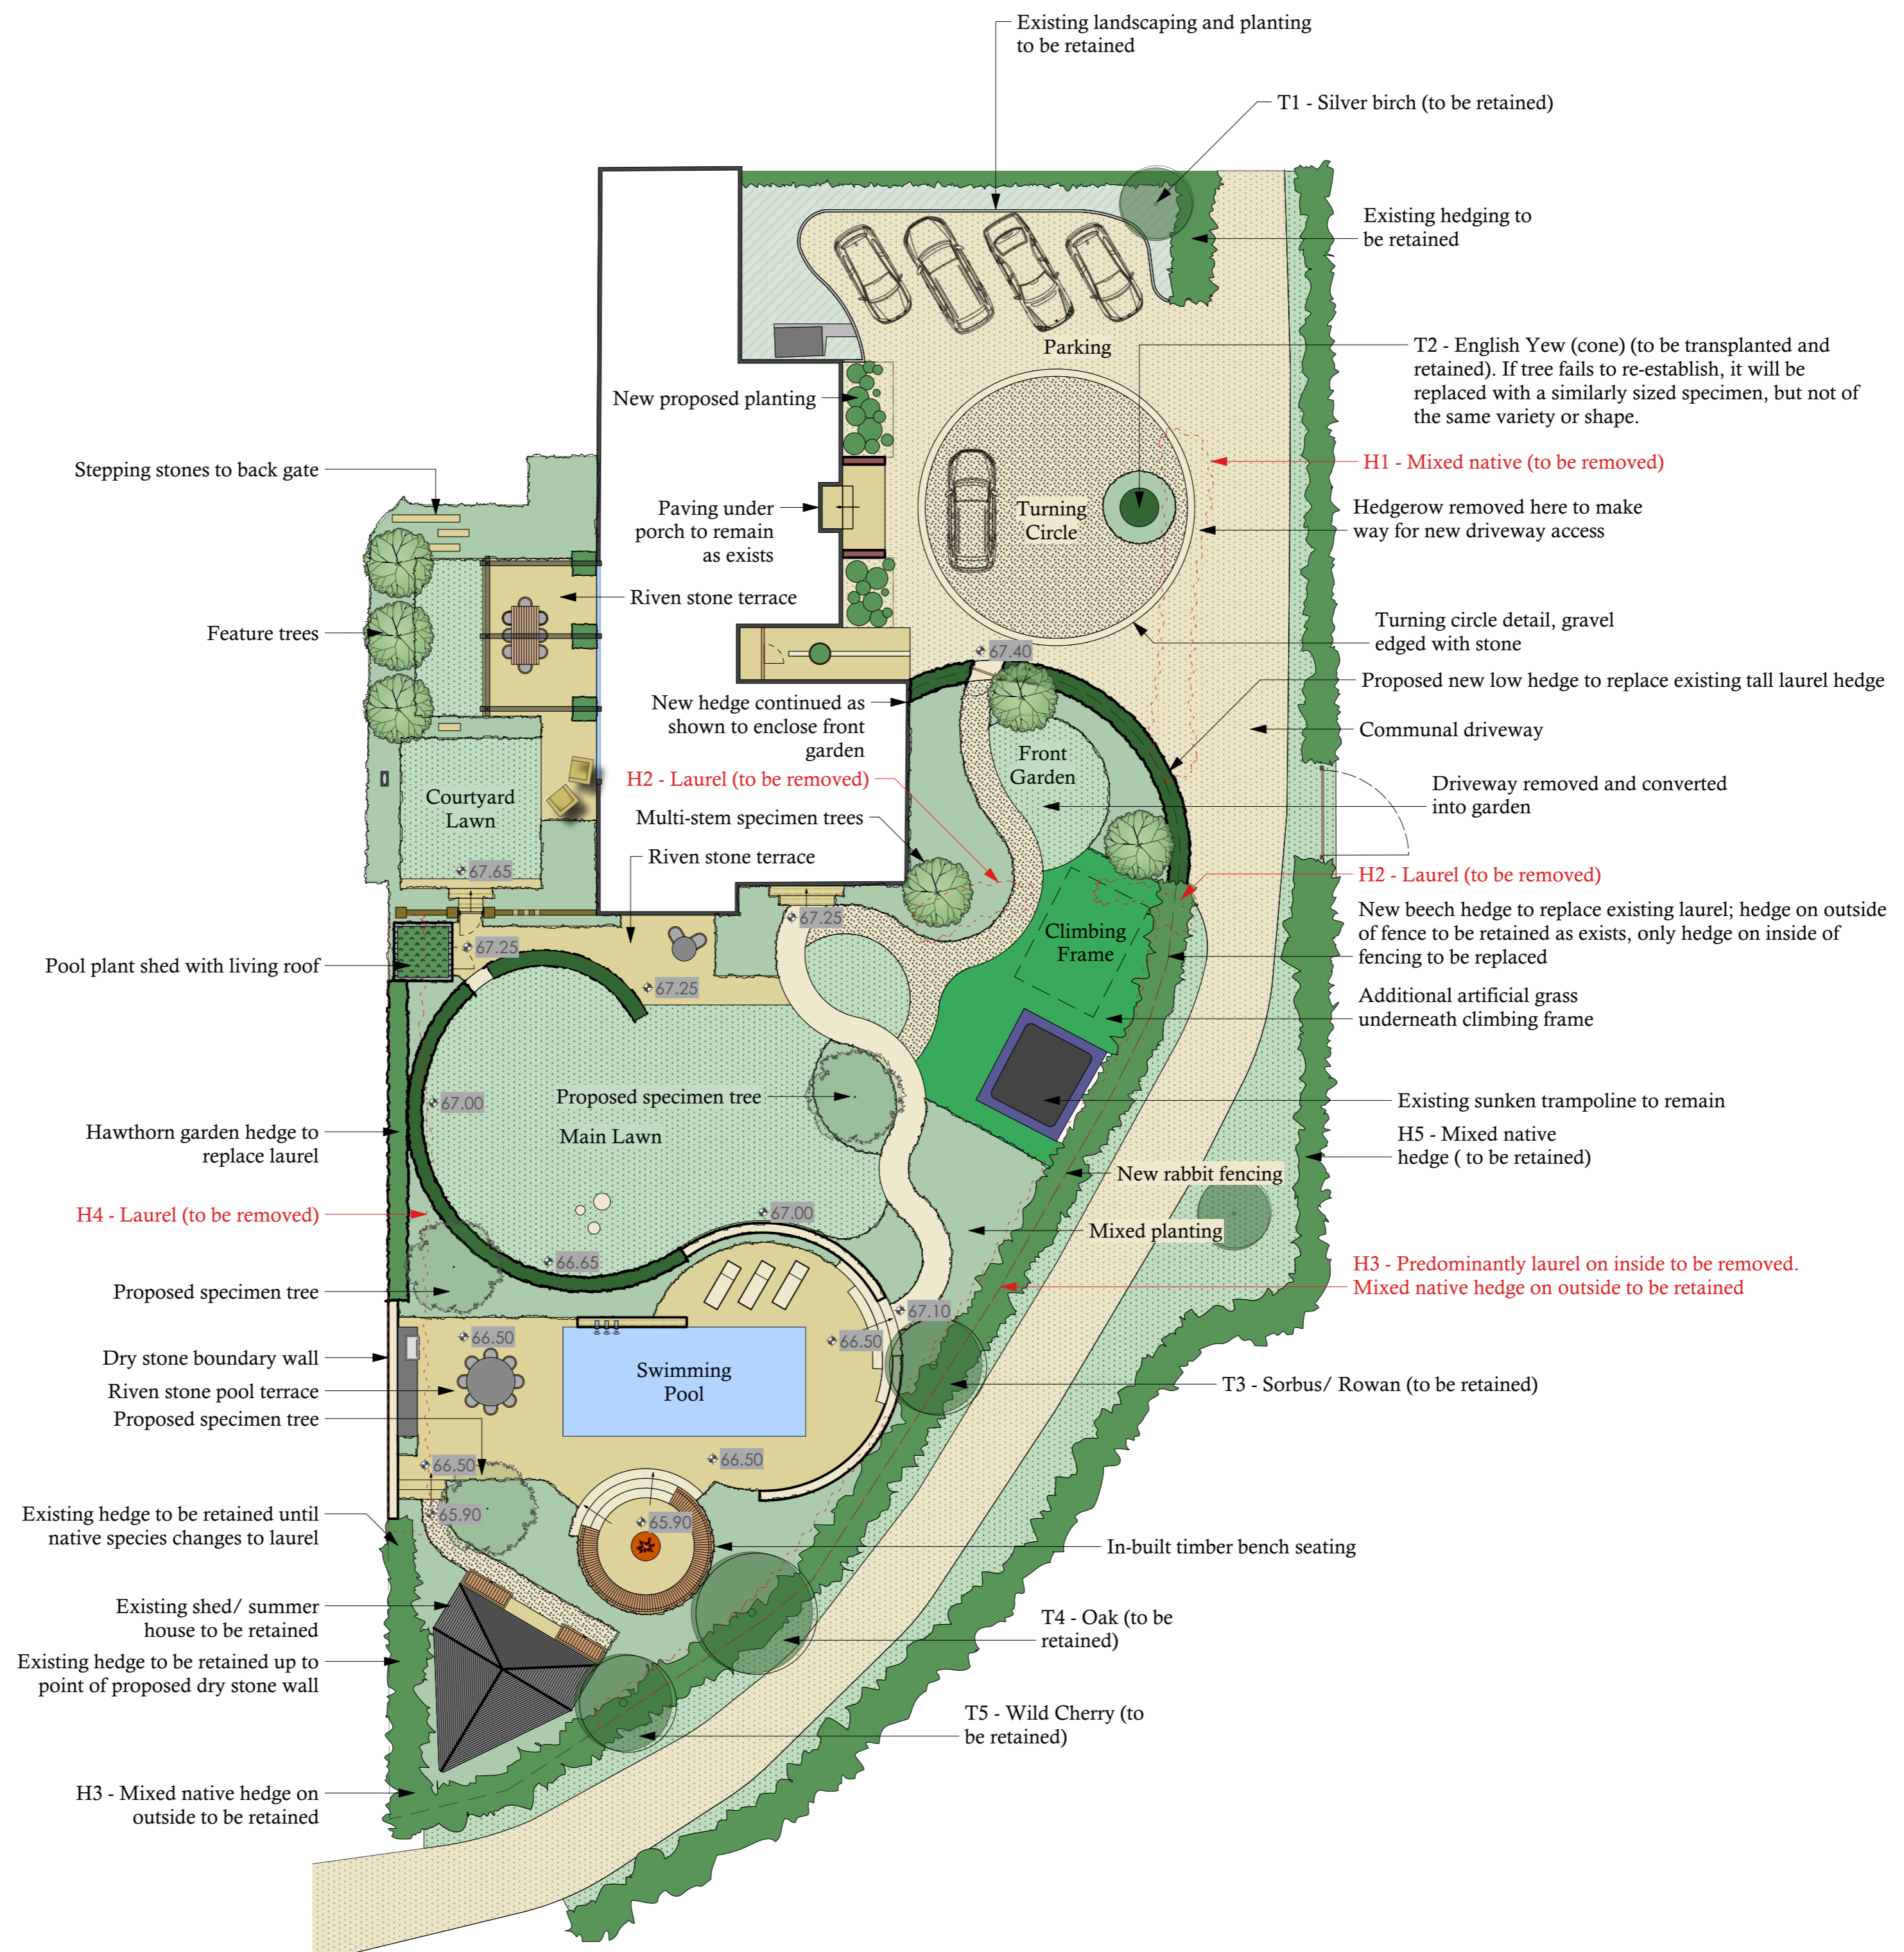 Existing landscaping and planting
to be retained
T1 - Silver birch (to be retained)
Existing hedging to
be retained
Parking
T2 - English Yew (cone) (to be transplanted and
retained). If tree fails to re-establish, it will be
replaced with a similarly sized specimen, but not of
the same variety or shape.
New proposed planting
H1 - Mixed native (to be removed)
Stepping stones to back gate
Paving under
porch to remain
as exists
Turning
Circle
Hedgerow removed here to make
way for new driveway access
Riven stone terrace
Feature trees
Turning circle detail, gravel
edged with stone
67.40
Proposed new low hedge to replace existing tall laurel hedge
New hedge continued as
shown to enclose front
garden
Communal driveway
Front
Garden
H2 - Laurel (to be removed)
Driveway removed and converted
into garden
Courtyard
Lawn
Multi-stem specimen trees
Riven stone terrace
67.65
H2 - Laurel (to be removed)
67.25
New beech hedge to replace existing laurel; hedge on outside
of fence to be retained as exists, only hedge on inside of
fencing to be replaced
Climbing
Frame
67.25
Pool plant shed with living roof
67.25
Additional artificial grass
underneath climbing frame
Proposed specimen tree
67.00
Existing sunken trampoline to remain
Main Lawn
Hawthorn garden hedge to
replace laurel
H5 - Mixed native
hedge ( to be retained)
New rabbit fencing
H4 - Laurel (to be removed)
67.00
Mixed planting
66.65
H3 - Predominantly laurel on inside to be removed.
Mixed native hedge on outside to be retained
Proposed specimen tree
67.10
66.50
66.50
Dry stone boundary wall
Swimming
Pool
Riven stone pool terrace
T3 - Sorbus/ Rowan (to be retained)
Proposed specimen tree
66.50
66.50
65.90
65.90
Existing hedge to be retained until
native species changes to laurel
In-built timber bench seating
Existing shed/ summer
house to be retained
T4 - Oak (to be
retained)
Existing hedge to be retained up to
point of proposed dry stone wall
T5 - Wild Cherry (to
be retained)
H3 - Mixed native hedge on
outside to be retained